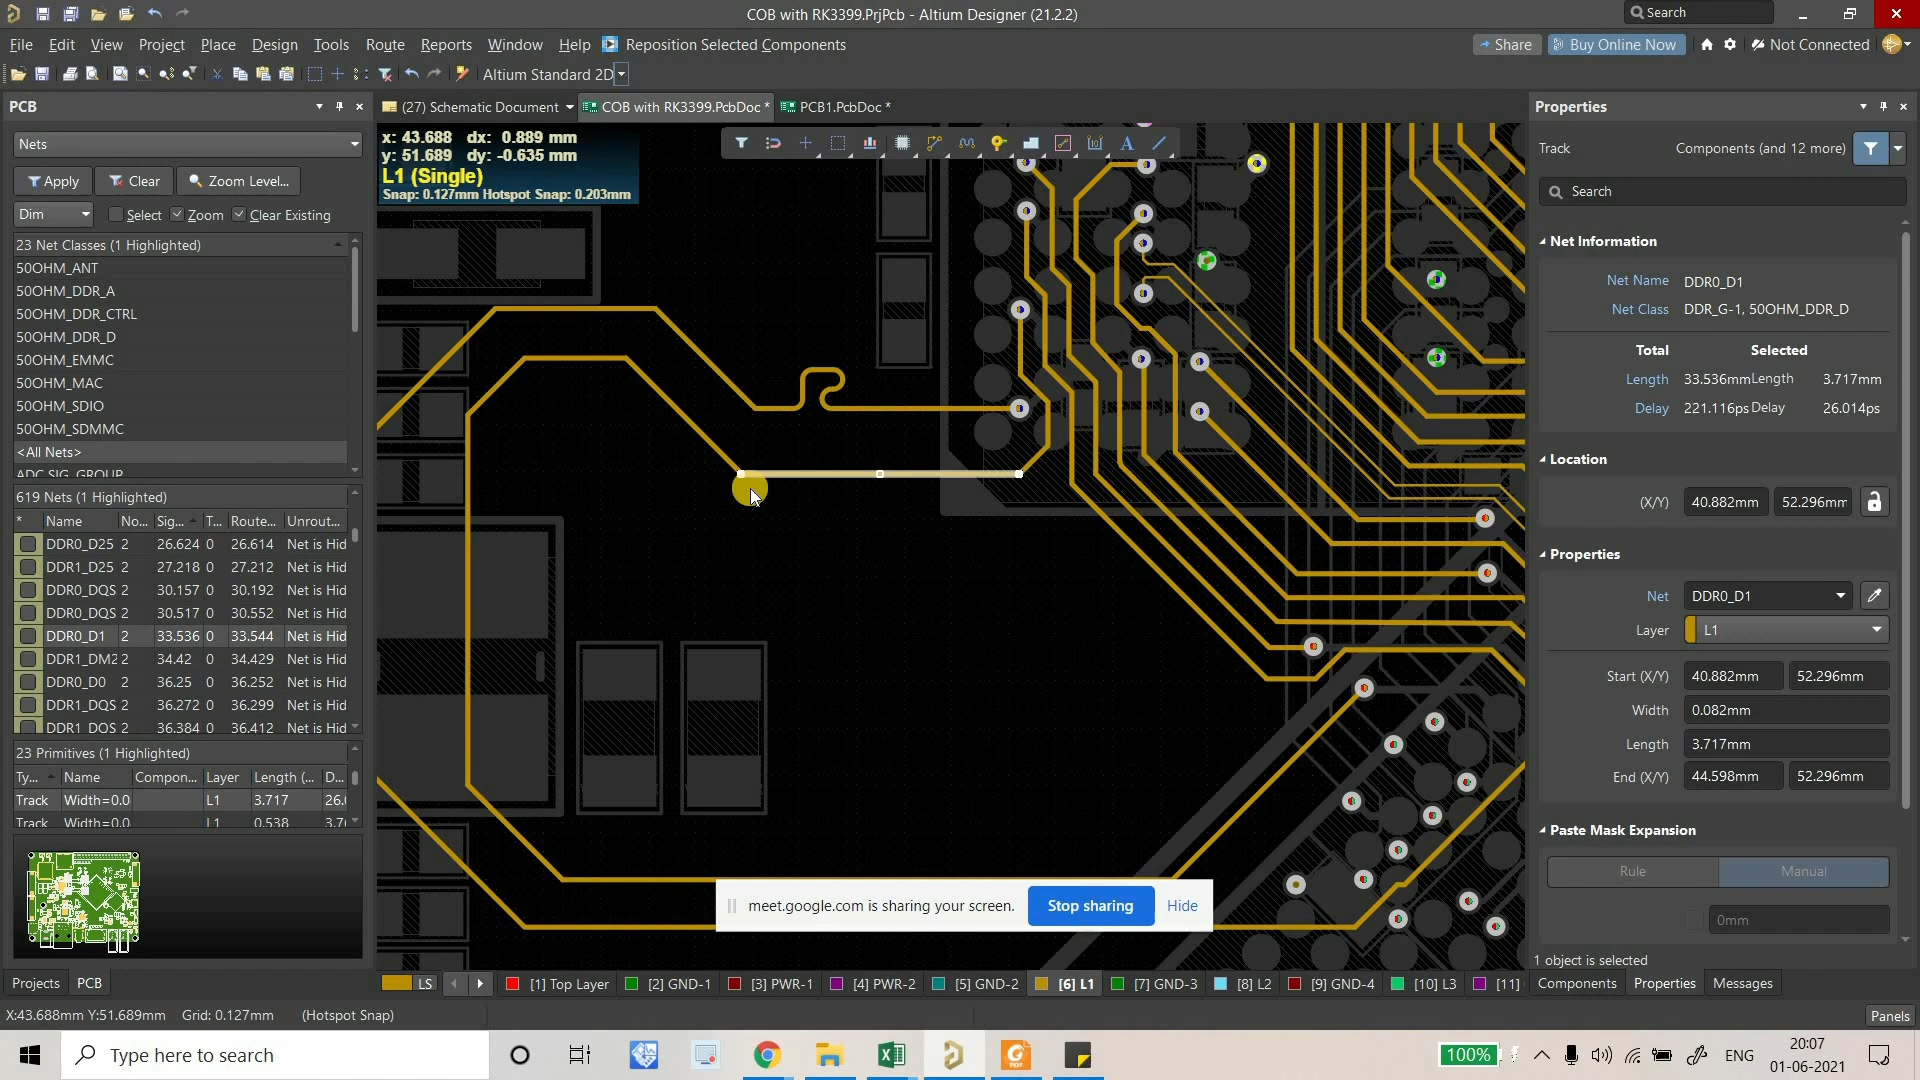 COB with RK3399.PrjPcb - Altium Designer (21.2.2)
Search
File Edit View Project Place Design Tools Route Reports Window Help Reposition Selected Components
Share Buy Online Now Not Connected
Altium Standard 2D
PCB
(27) Schematic Document COB with RK3399.PcbDoc * PCB1.PcbDoc *
Properties
Nets
x: 43.688 dx: 0.889 mm
y: 51.689 dy: -0.635 mm
L1 (Single)
Snap: 0.127mm Hotspot Snap: 0.203mm
Track Components (and 12 more)
Apply Clear Zoom Level...
Search
Dim Select Zoom Clear Existing
23 Net Classes (1 Highlighted)
50OHM_ANT
50OHM_DDR_A
50OHM_DDR_CTRL
50OHM_DDR_D
50OHM_EMMC
50OHM_MAC
50OHM_SDIO
50OHM_SDMMC
<All Nets>
ADC SIG_GROUP
619 Nets (1 Highlighted)
* Name No... Sig... T... Route... Unrout...
DDR0_D25 2 26.624 0 26.614 Net is Hid
DDR1_D25 2 27.218 0 27.212 Net is Hid
DDR0_DQS 2 30.157 0 30.192 Net is Hid
DDR0_DQS 2 30.517 0 30.552 Net is Hid
DDR0_D1 2 33.536 0 33.544 Net is Hid
DDR1_DM2 2 34.42 0 34.429 Net is Hid
DDR0_D0 2 36.25 0 36.252 Net is Hid
DDR1_DQS 2 36.272 0 36.299 Net is Hid
DDR1_DQS 2 36.384 0 36.412 Net is Hid
23 Primitives (1 Highlighted)
Ty... Name Compon... Layer Length (... D...
Track Width=0.0 L1 3.717 26.0
Track Width=0.0 L1 0.538 3.7
Net Information
Net Name DDR0_D1
Net Class DDR_G-1, 50OHM_DDR_D
Total Selected
Length 33.536mm Length 3.717mm
Delay 221.116ps Delay 26.014ps
Location
(X/Y) 40.882mm 52.296mm
Properties
Net DDR0_D1
Layer L1
Start (X/Y) 40.882mm 52.296mm
Width 0.082mm
Length 3.717mm
End (X/Y) 44.598mm 52.296mm
Paste Mask Expansion
Rule Manual
0mm
1 object is selected
meet.google.com is sharing your screen. Stop sharing Hide
Projects PCB
LS [1] Top Layer [2] GND-1 [3] PWR-1 [4] PWR-2 [5] GND-2 [6] L1 [7] GND-3 [8] L2 [9] GND-4 [10] L3 [11]
Components Properties Messages
X:43.688mm Y:51.689mm Grid: 0.127mm (Hotspot Snap)
Panels
Type here to search
100% ENG
20:07
01-06-2021